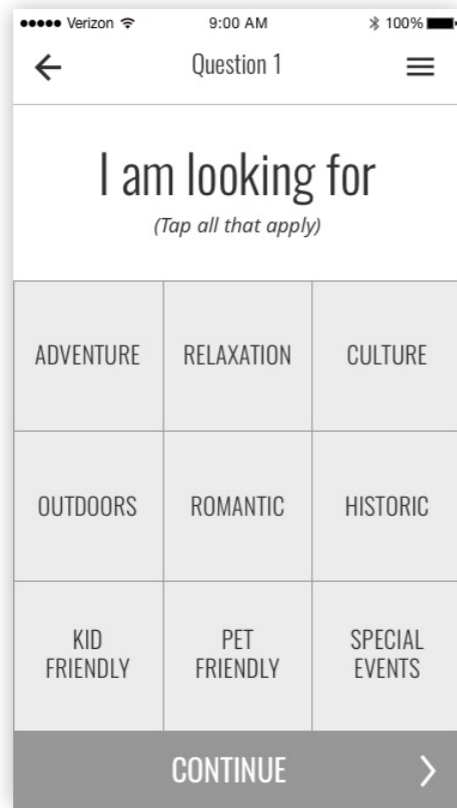 Verizon 9:00 AM 100%
Question 1
I am looking for
(Tap all that apply)
ADVENTURE RELAXATION CULTURE
OUTDOORS ROMANTIC HISTORIC
KID PET SPECIAL
FRIENDLY FRIENDLY EVENTS
CONTINUE